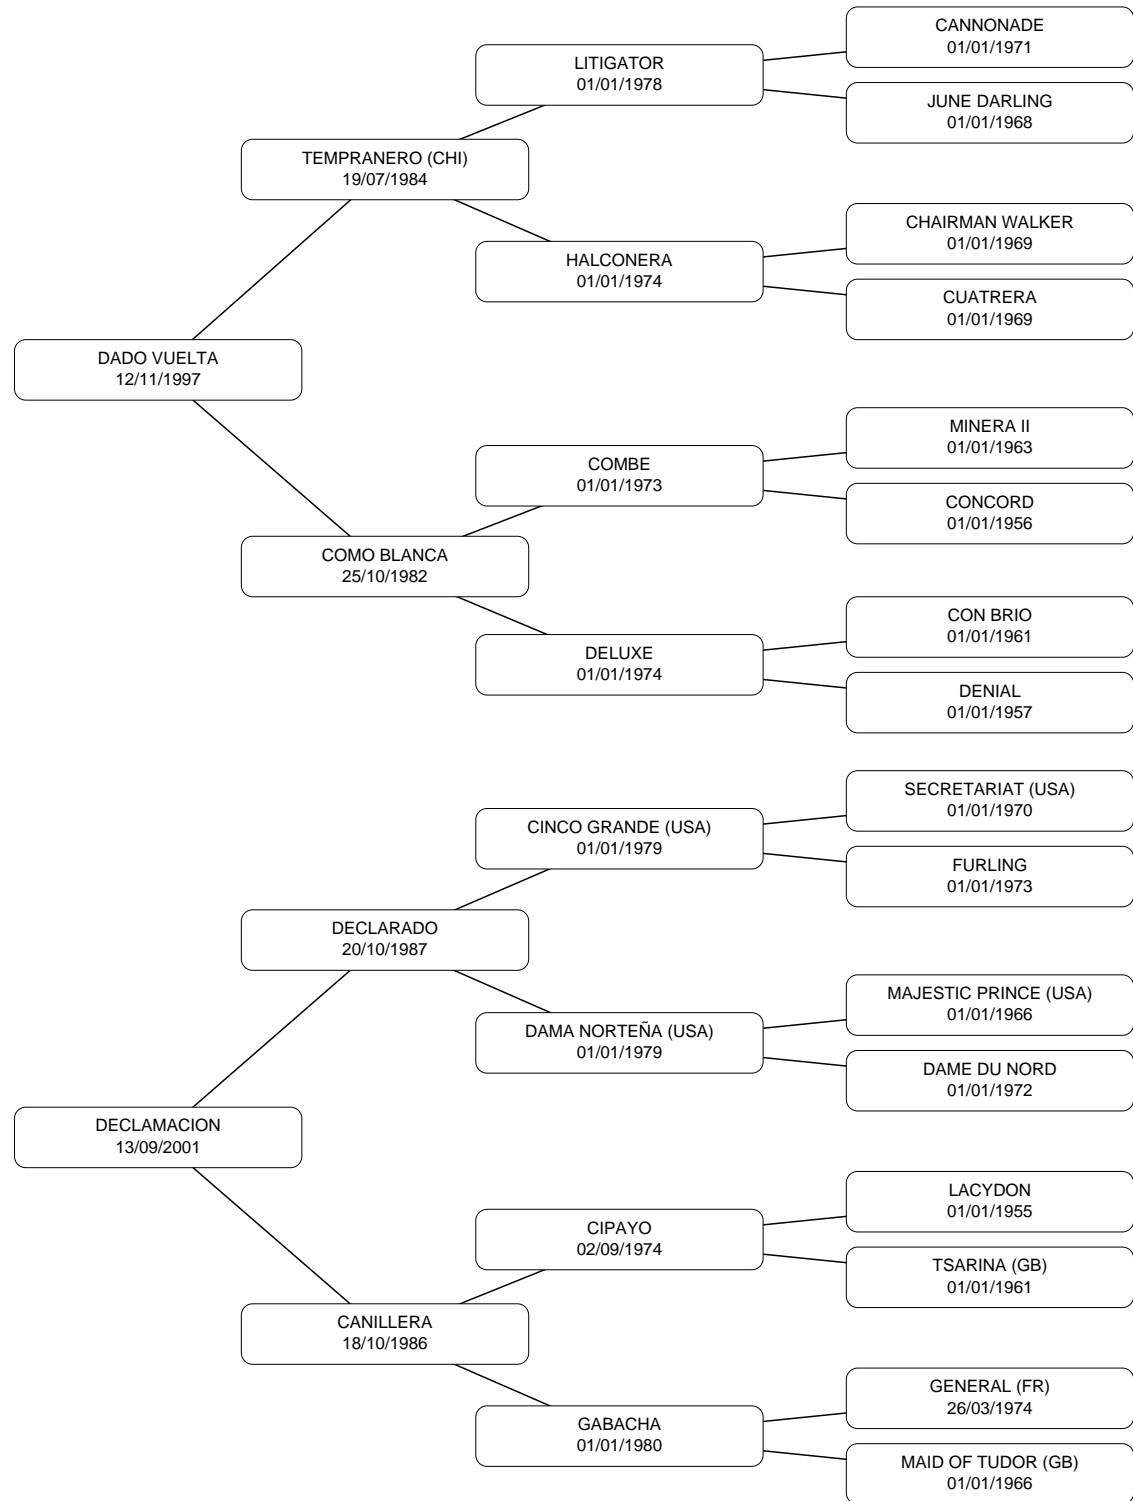 CANNONADE
01/01/1971
LITIGATOR
01/01/1978
JUNE DARLING
01/01/1968
TEMPRANERO (CHI)
19/07/1984
CHAIRMAN WALKER
01/01/1969
HALCONERA
01/01/1974
CUATRERA
01/01/1969
DADO VUELTA
12/11/1997
MINERA II
01/01/1963
COMBE
01/01/1973
CONCORD
01/01/1956
COMO BLANCA
25/10/1982
CON BRIO
01/01/1961
DELUXE
01/01/1974
DENIAL
01/01/1957
SECRETARIAT (USA)
01/01/1970
CINCO GRANDE (USA)
01/01/1979
FURLING
01/01/1973
DECLARADO
20/10/1987
MAJESTIC PRINCE (USA)
01/01/1966
DAMA NORTEÑA (USA)
01/01/1979
DAME DU NORD
01/01/1972
DECLAMACION
13/09/2001
LACYDON
01/01/1955
CIPAYO
02/09/1974
TSARINA (GB)
01/01/1961
CANILLERA
18/10/1986
GENERAL (FR)
26/03/1974
GABACHA
01/01/1980
MAID OF TUDOR (GB)
01/01/1966